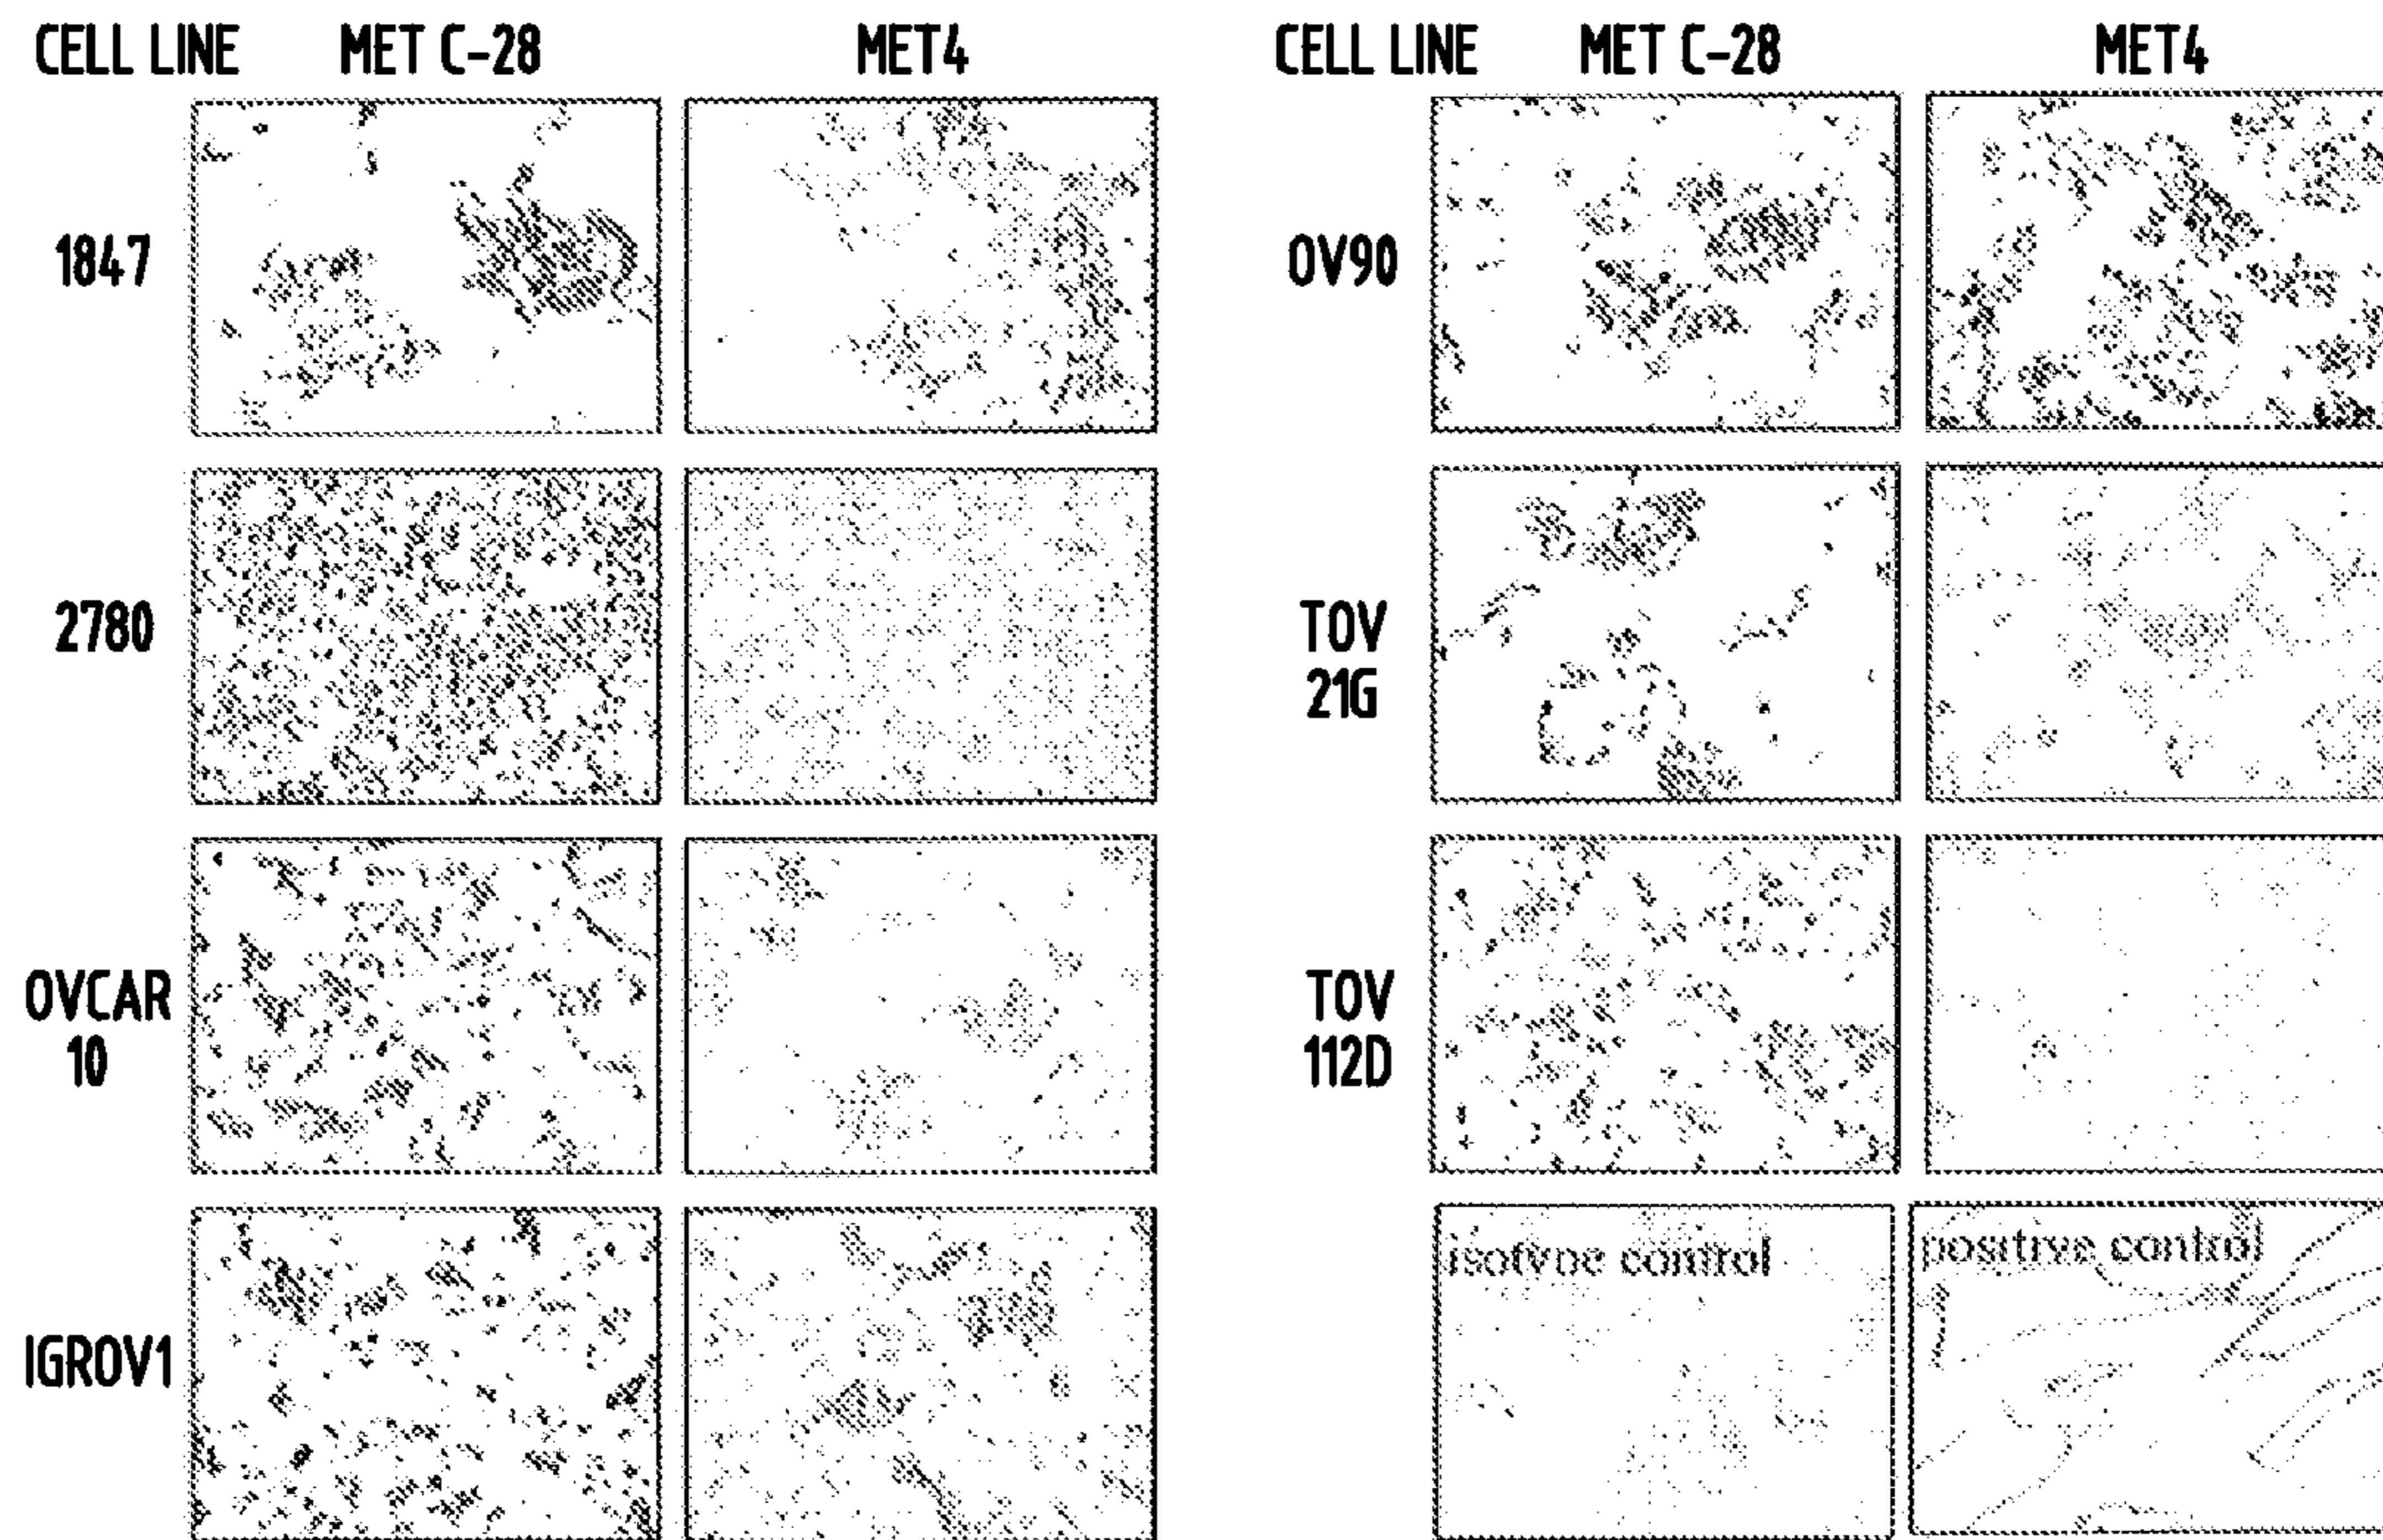 CELL LINE MET C-28 MET4
1847
2780
OVCAR
10
IGROV1
CELL LINE MET C-28 MET4
OV90
TOV
21G
TOV
112D
isotype control positive control